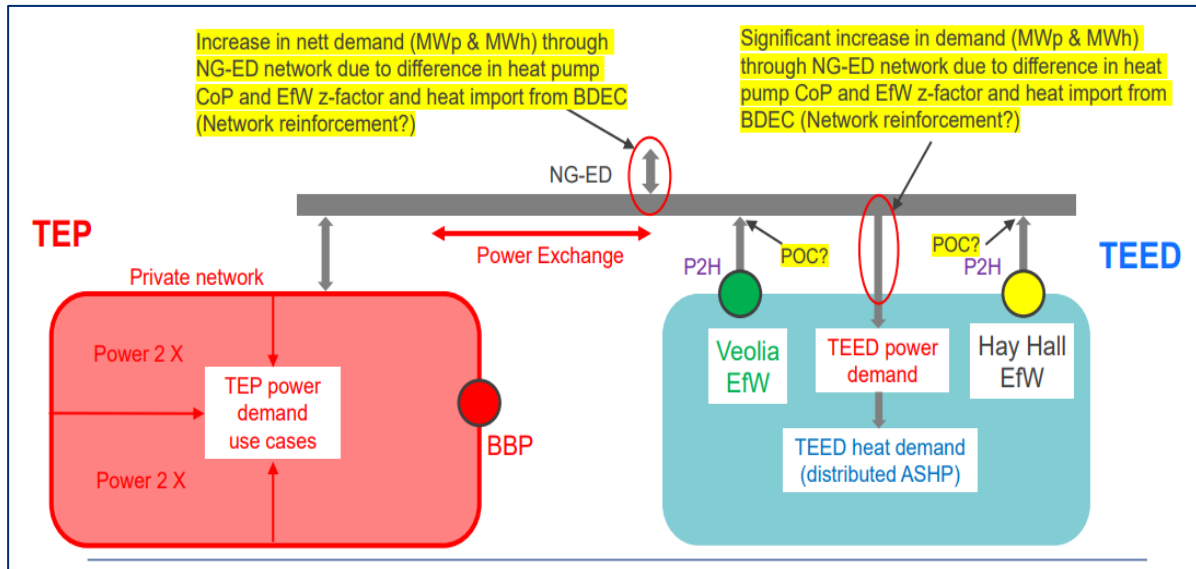 Increase in nett demand (MWp & MWh) through
NG-ED network due to difference in heat pump
CoP and EfW z-factor and heat import from BDEC
(Network reinforcement?)
Significant increase in demand (MWp & MWh)
through NG-ED network due to difference in heat
pump CoP and EfW z-factor and heat import from
BDEC (Network reinforcement?)
NG-ED
TEP
Power Exchange
POC?
POC?
TEED
Private network
P2H
P2H
Power 2 X
TEP power
demand
use cases
Power 2 X
BBP
Veolia
EfW
TEED power
demand
Hay Hall
EfW
TEED heat demand
(distributed ASHP)